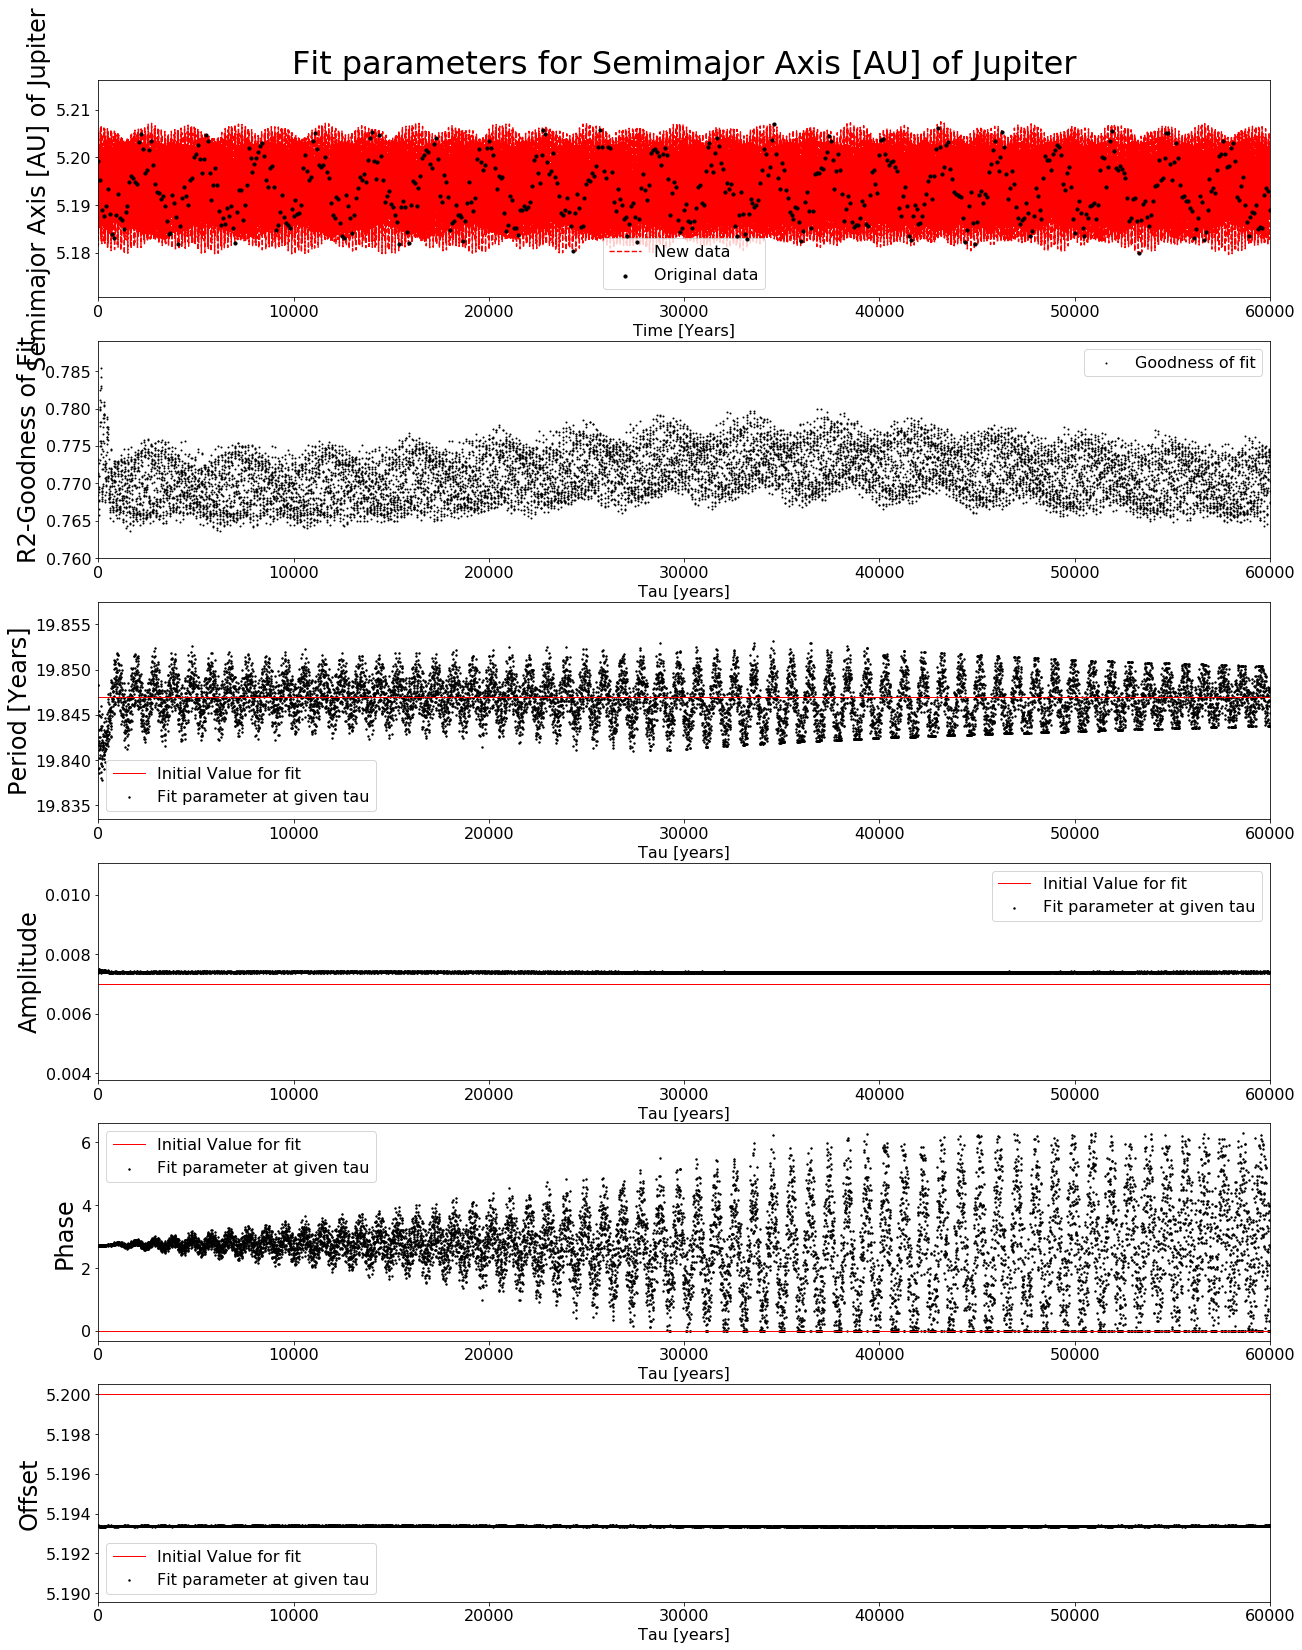 Fit parameters for Semimajor Axis [AU] of Jupiter
Semimajor Axis [AU] of Jupiter
5.21
5.20
5.19
5.18
New data
Original data
0 10000 20000 30000 40000 50000 60000
Time [Years]
R2-Goodness of Fit
0.785
0.780
0.775
0.770
0.765
0.760
Goodness of fit
0 10000 20000 30000 40000 50000 60000
Tau [years]
Period [Years]
19.855
19.850
19.845
19.840
19.835
Initial Value for fit
Fit parameter at given tau
0 10000 20000 30000 40000 50000 60000
Tau [years]
Amplitude
0.010
0.008
0.006
0.004
Initial Value for fit
Fit parameter at given tau
0 10000 20000 30000 40000 50000 60000
Tau [years]
Phase
6
4
2
0
Initial Value for fit
Fit parameter at given tau
0 10000 20000 30000 40000 50000 60000
Tau [years]
Offset
5.200
5.198
5.196
5.194
5.192
5.190
Initial Value for fit
Fit parameter at given tau
0 10000 20000 30000 40000 50000 60000
Tau [years]